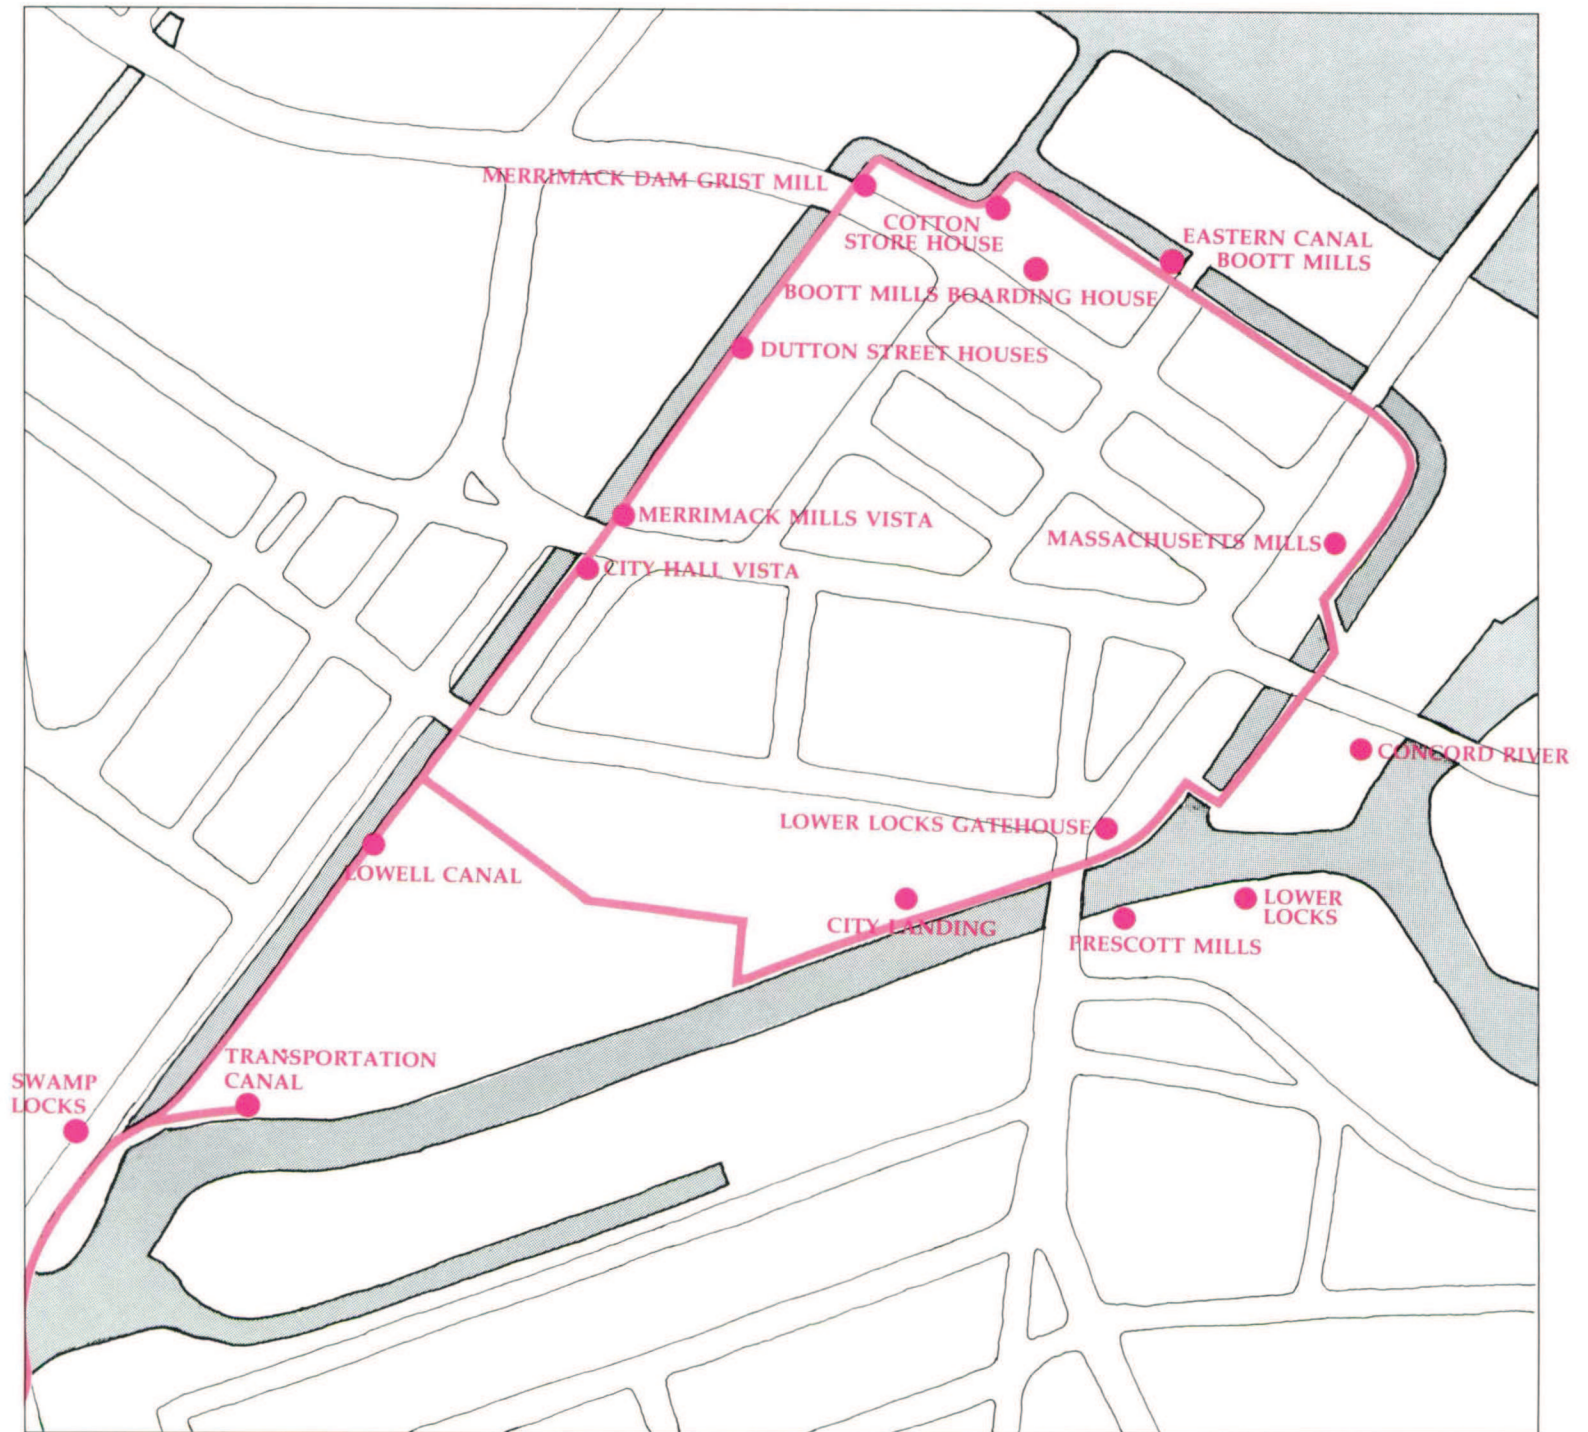 MERRIMACK DAM GRIST MILL
COTTON
STORE HOUSE
EASTERN CANAL
BOOTT MILLS
BOOTT MILLS BOARDING HOUSE
DUTTON STREET HOUSES
MERRIMACK MILLS VISTA
MASSACHUSETTS MILLS
CITY HALL VISTA
CONCORD RIVER
LOWER LOCKS GATEHOUSE
LOWELL CANAL
LOWER
LOCKS
CITY LANDING
PRESCOTT MILLS
TRANSPORTATION
CANAL
SWAMP
LOCKS